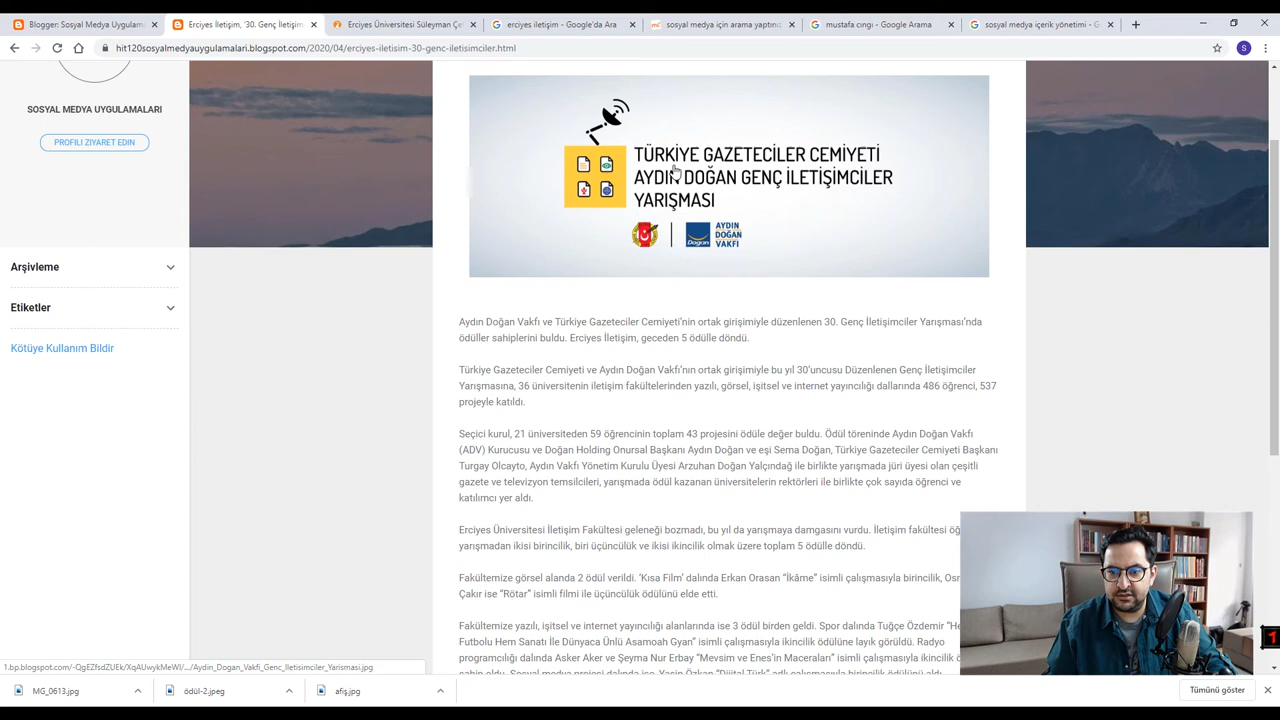 Blogger: Sosyal Medya Uygulam
Erciyes İletişim, '30. Genç İletişim
Erciyes Üniversitesi Süleyman Çe
erciyes iletişim - Google'da Ara
sosyal medya için arama yaptınız
mustafa cıngı - Google Arama
sosyal medya içerik yönetimi - G
hit120sosyalmedyauygulamalari.blogspot.com/2020/04/erciyes-iletisim-30-genc-iletisimciler.html
S
SOSYAL MEDYA UYGULAMALARI
PROFILI ZIYARET EDIN
Arşivleme
Etiketler
Kötüye Kullanım Bildir
TÜRKİYE GAZETECİLER CEMİYETİ
AYDIN DOĞAN GENÇ İLETİŞİMCİLER
YARIŞMASI
Doğan
AYDIN
DOĞAN
VAKFI
Aydın Doğan Vakfı ve Türkiye Gazeteciler Cemiyeti'nin ortak girişimiyle düzenlenen 30. Genç İletişimciler Yarışması'nda
ödüller sahiplerini buldu. Erciyes İletişim, geceden 5 ödülle döndü.
Türkiye Gazeteciler Cemiyeti ve Aydın Doğan Vakfı'nın ortak girişimiyle bu yıl 30'uncusu Düzenlenen Genç İletişimciler
Yarışmasına, 36 üniversitenin iletişim fakültelerinden yazılı, görsel, işitsel ve internet yayıncılığı dallarında 486 öğrenci, 537
projeyle katıldı.
Seçici kurul, 21 üniversiteden 59 öğrencinin toplam 43 projesini ödüle değer buldu. Ödül töreninde Aydın Doğan Vakfı
(ADV) Kurucusu ve Doğan Holding Onursal Başkanı Aydın Doğan ve eşi Sema Doğan, Türkiye Gazeteciler Cemiyeti Başkanı
Turgay Olcayto, Aydın Vakfı Yönetim Kurulu Üyesi Arzuhan Doğan Yalçındağ ile birlikte yarışmada jüri üyesi olan çeşitli
gazete ve televizyon temsilcileri, yarışmada ödül kazanan üniversitelerin rektörleri ile birlikte çok sayıda öğrenci ve
katılımcı yer aldı.
Erciyes Üniversitesi İletişim Fakültesi geleneği bozmadı, bu yıl da yarışmaya damgasını vurdu. İletişim fakültesi öğ
yarışmadan ikisi birincilik, biri üçüncülük ve ikisi ikincilik olmak üzere toplam 5 ödülle döndü.
Fakültemize görsel alanda 2 ödül verildi. 'Kısa Film' dalında Erkan Orasan "İkâme" isimli çalışmasıyla birincilik, Osm
Çakır ise "Rötar" isimli filmi ile üçüncülük ödülünü elde etti.
Fakültemize yazılı, işitsel ve internet yayıncılığı alanlarında ise 3 ödül birden geldi. Spor dalında Tuğçe Özdemir "He
Futbolu Hem Sanatı İle Dünyaca Ünlü Asamoah Gyan" isimli çalışmasıyla ikincilik ödülüne layık görüldü. Radyo
programcılığı dalında Asker Aker ve Şeyma Nur Erbay "Mevsim ve Enes'in Maceraları" isimli çalışmasıyla ikincilik ö
1.bp.blogspot.com/-QgEZfsdZUEk/XqAUwykMeWI/.../Aydin_Dogan_Vakfi_Genc_Iletisimciler_Yarismasi.jpg
MG_0613.jpg
ödül-2.jpeg
afiş.jpg
Tümünü göster
1